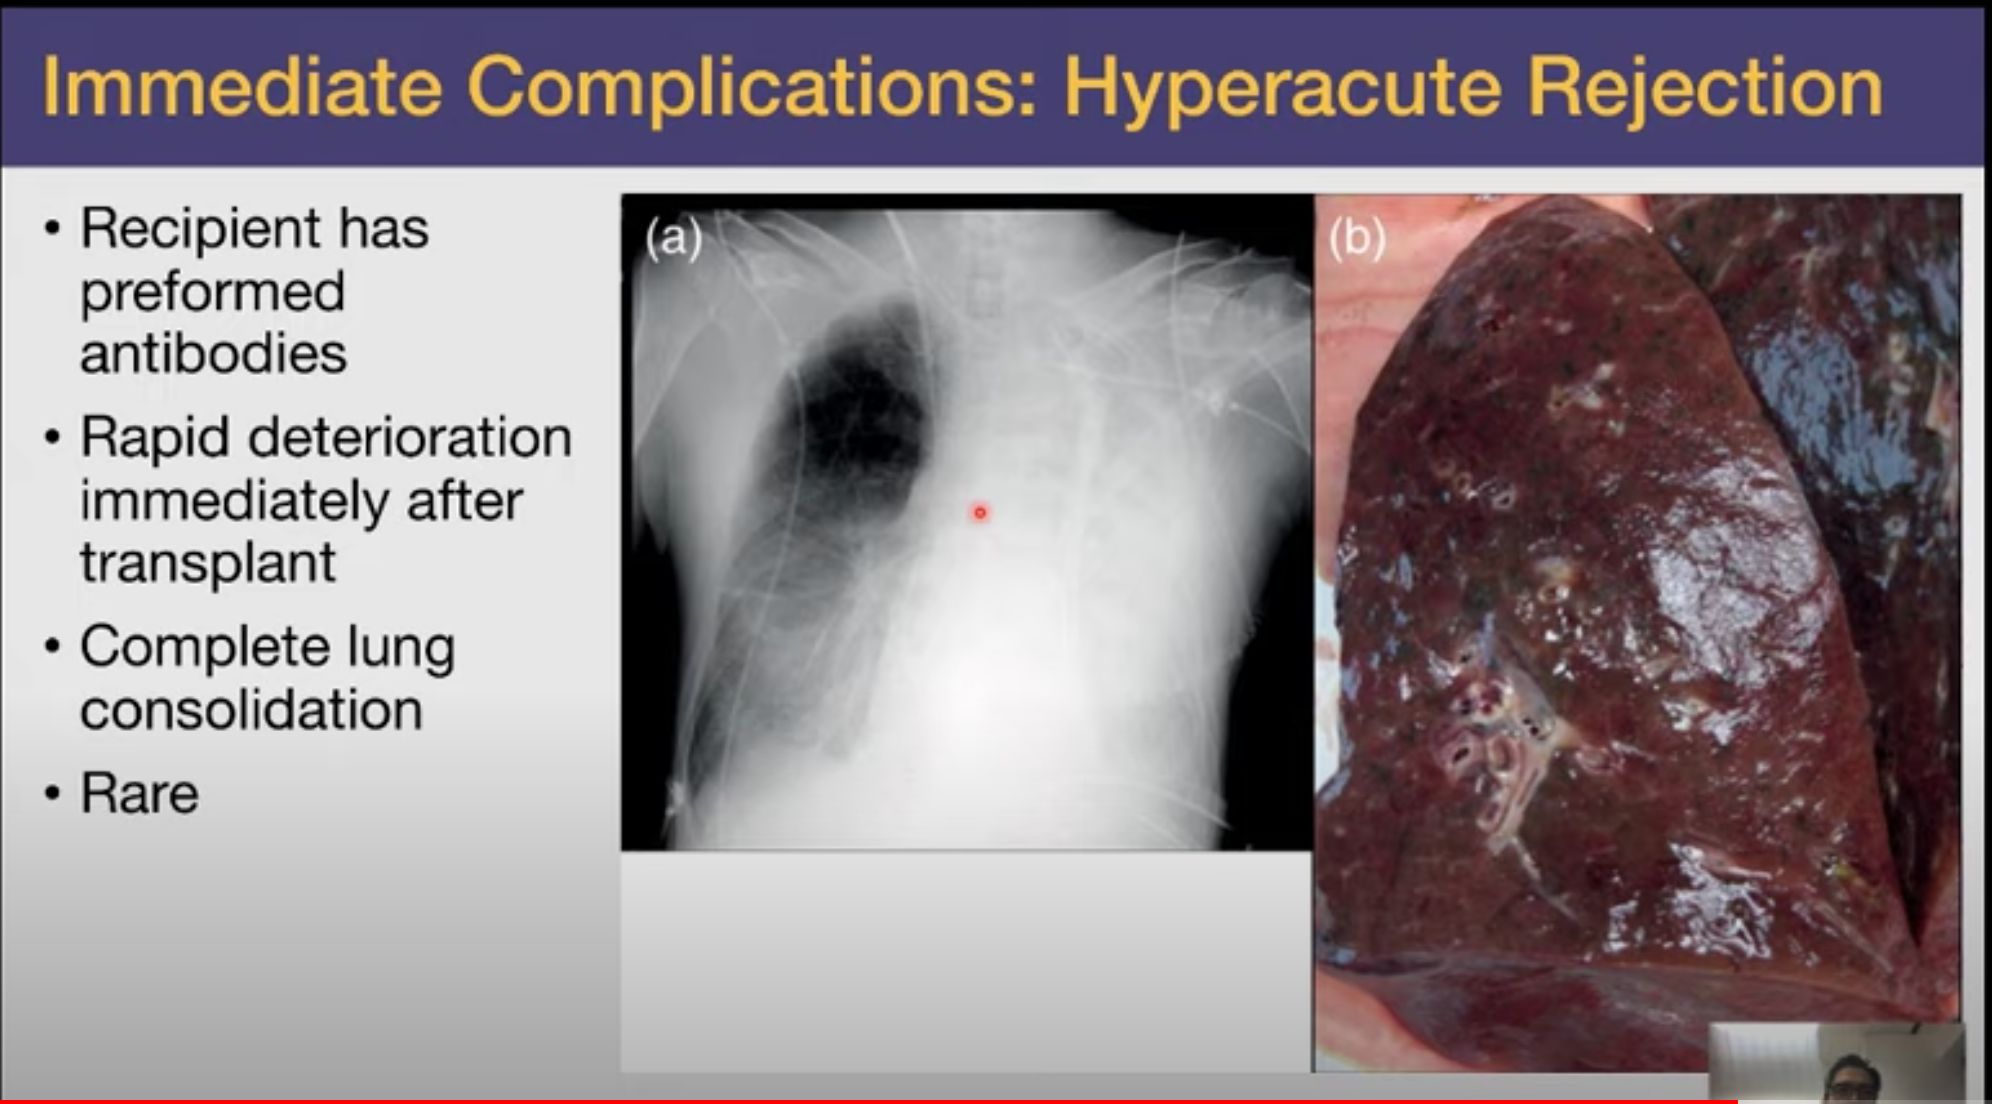 Immediate Complications: Hyperacute Rejection
• Recipient has
preformed
antibodies
• Rapid deterioration
immediately after
transplant
• Complete lung
consolidation
• Rare
(a)
(b)